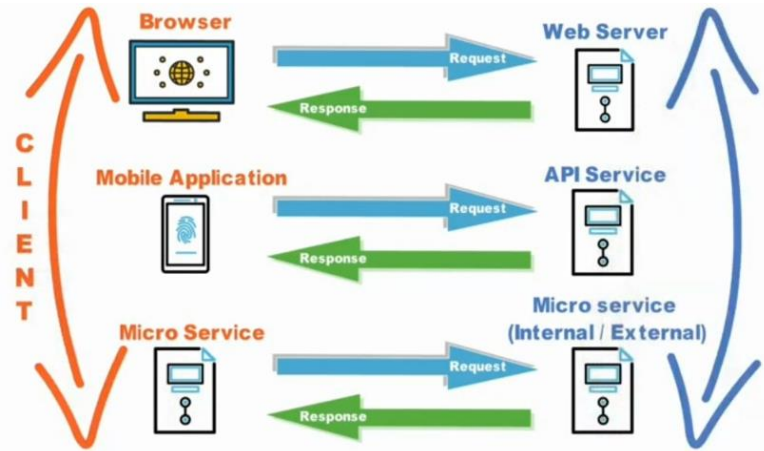 Browser
Web Server
Request
Response
CLIENT
Mobile Application
API Service
Request
Response
Micro Service
Micro service
(Internal / External)
Request
Response